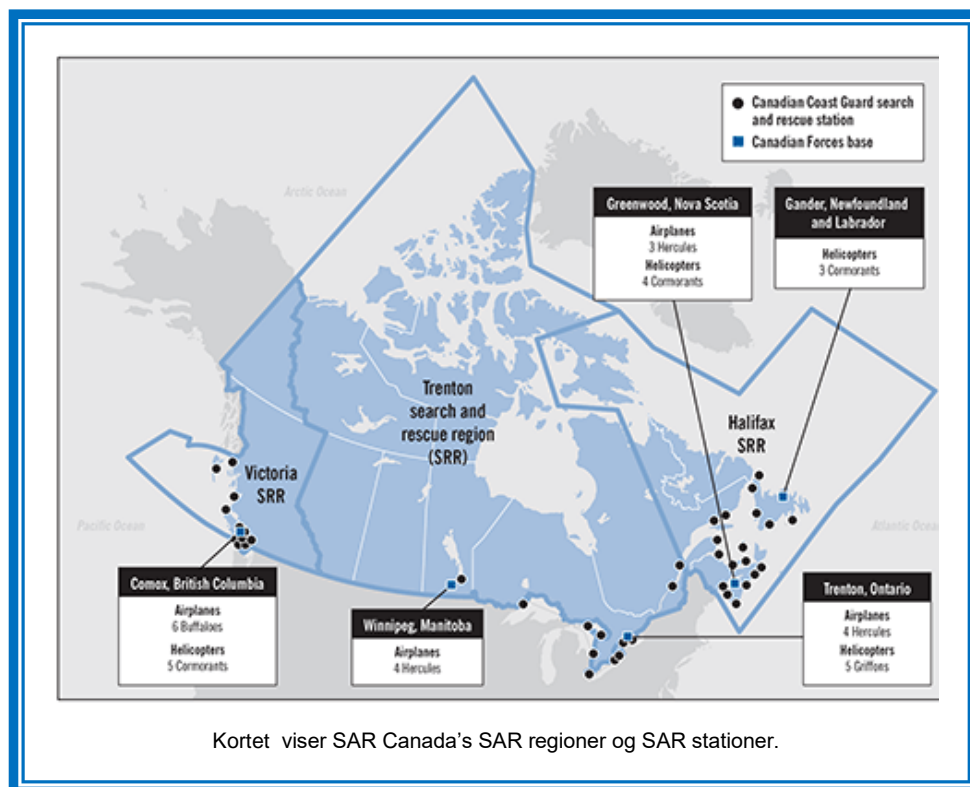 Canadian Coast Guard search
and rescue station
Canadian Forces base
Arctic Ocean
Greenwood, Nova Scotia
Airplanes
3 Hercules
Helicopters
4 Cormorants
Gander, Newfoundland
and Labrador
Helicopters
3 Cormorants
Trenton
search and
rescue region
(SRR)
Halifax
SRR
Victoria
SRR
Pacific Ocean
Atlantic Ocea
Comox, British Columbia
Airplanes
6 Buffaloes
Helicopters
5 Cormorants
Winnipeg, Manitoba
Airplanes
4 Hercules
Trenton, Ontario
Airplanes
4 Hercules
Helicopters
5 Griffons
Kortet viser SAR Canada's SAR regioner og SAR stationer.